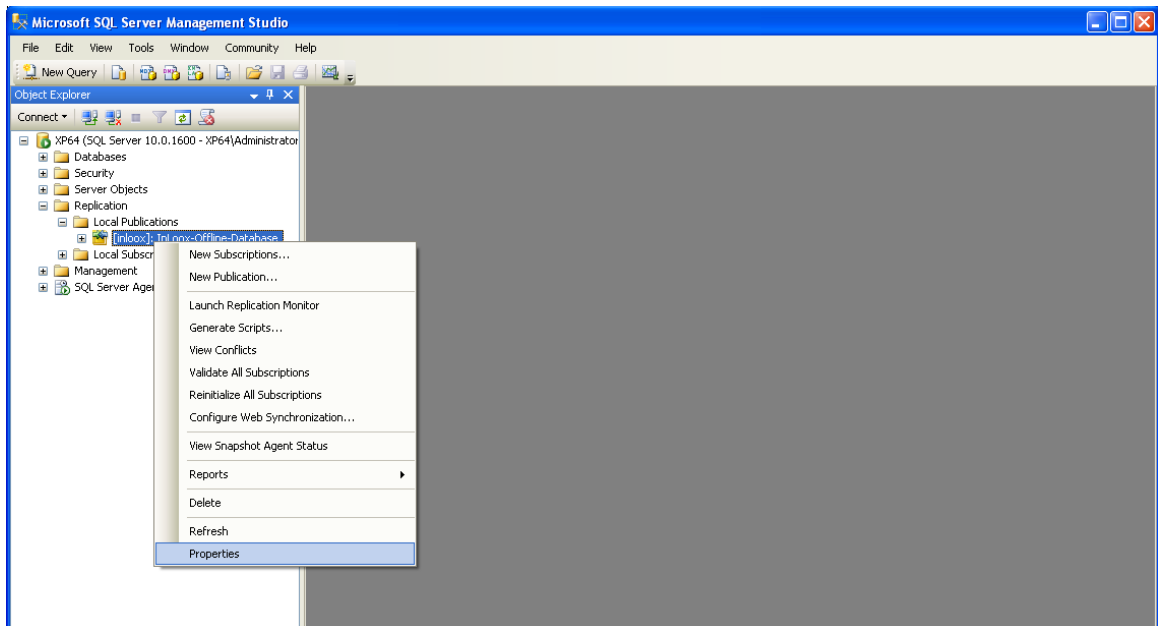 Microsoft SQL Server Management Studio
File Edit View Tools Window Community Help
New Query
Object Explorer
Connect
XP64 (SQL Server 10.0.1600 - XP64\Administrator
Databases
Security
Server Objects
Replication
Local Publications
[inloox]: InLoox-Offline-Database
Local Subscr
Management
SQL Server Agen
New Subscriptions...
New Publication...
Launch Replication Monitor
Generate Scripts...
View Conflicts
Validate All Subscriptions
Reinitialize All Subscriptions
Configure Web Synchronization...
View Snapshot Agent Status
Reports
Delete
Refresh
Properties